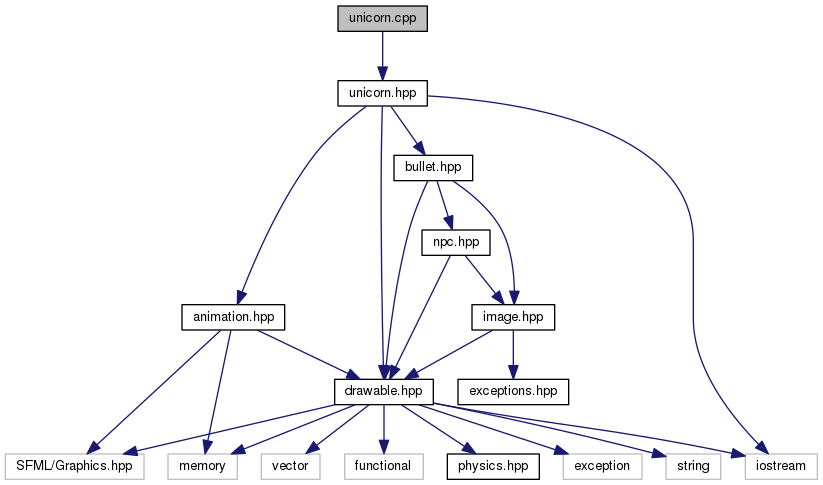 unicorn.cpp
unicorn.hpp
bullet.hpp
npc.hpp
animation.hpp
image.hpp
drawable.hpp
exceptions.hpp
SFML/Graphics.hpp
memory
vector
functional
physics.hpp
exception
string
iostream